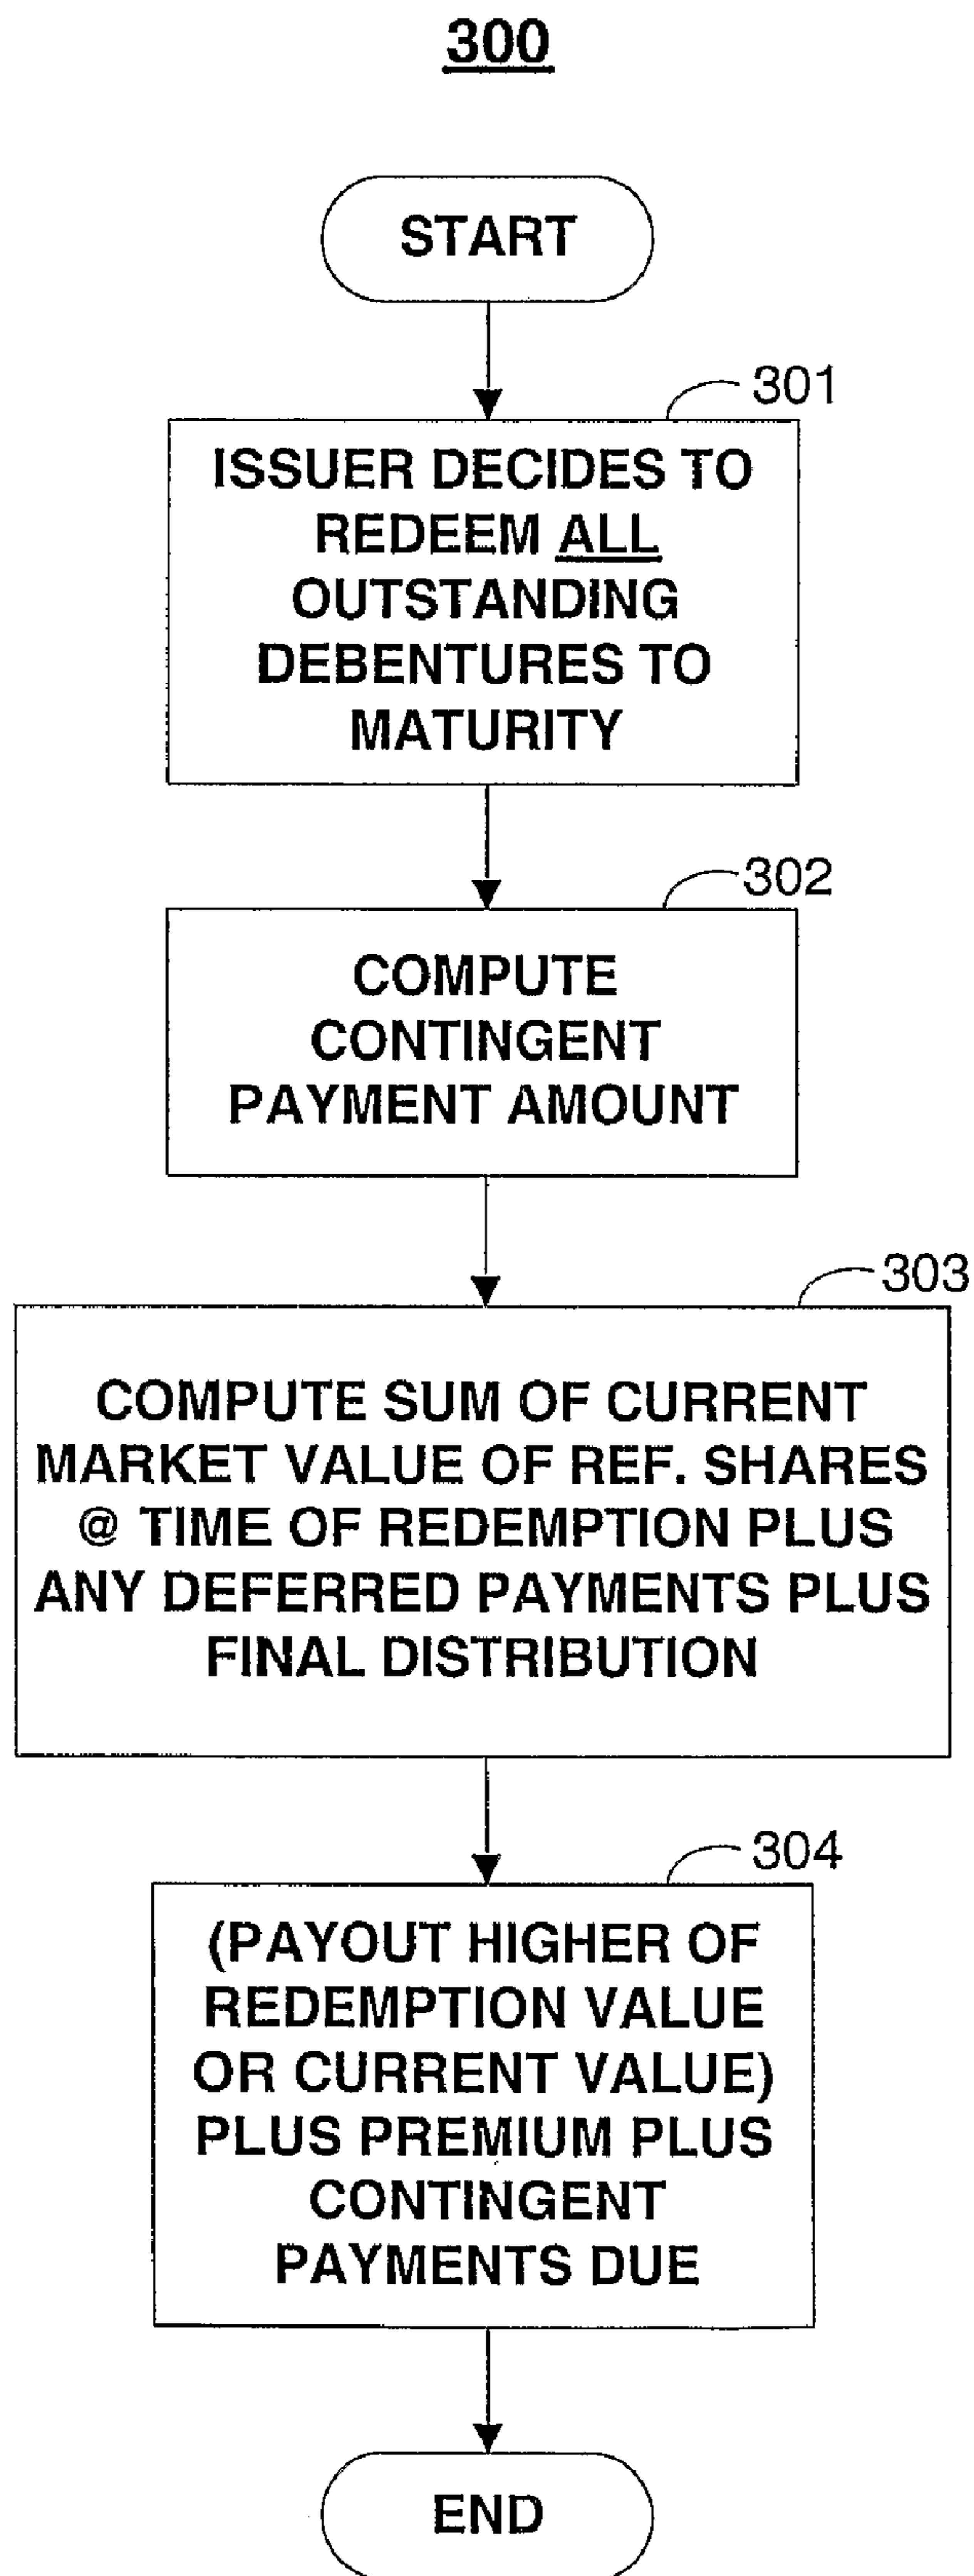 300
START
301
ISSUER DECIDES TO
REDEEM ALL
OUTSTANDING
DEBENTURES TO
MATURITY
302
COMPUTE
CONTINGENT
PAYMENT AMOUNT
303
COMPUTE SUM OF CURRENT
MARKET VALUE OF REF. SHARES
@ TIME OF REDEMPTION PLUS
ANY DEFERRED PAYMENTS PLUS
FINAL DISTRIBUTION
304
(PAYOUT HIGHER OF
REDEMPTION VALUE
OR CURRENT VALUE)
PLUS PREMIUM PLUS
CONTINGENT
PAYMENTS DUE
END